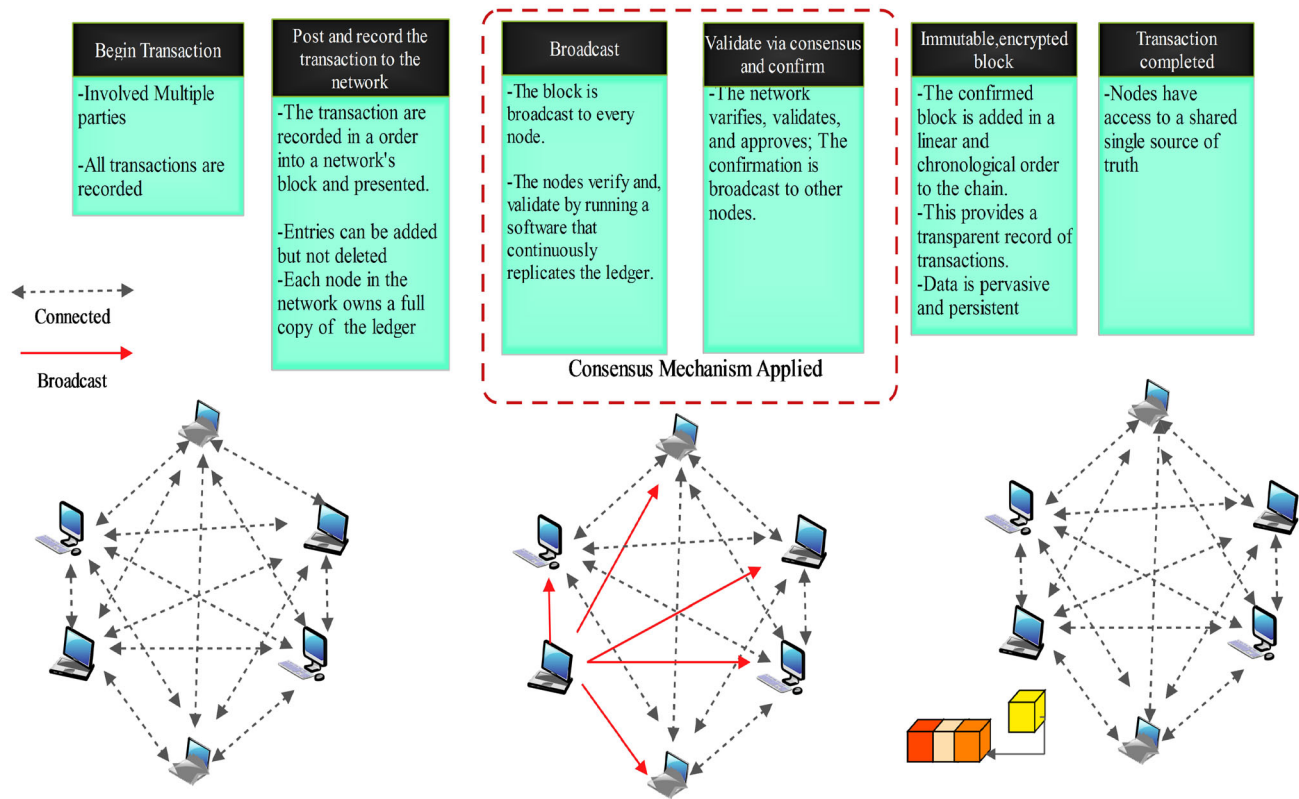 Begin Transaction
-Involved Multiple
parties
-All transactions are
recorded
Post and record the
transaction to the
network
-The transaction are
recorded in a order
into a network's
block and presented.
-Entries can be added
but not deleted
-Each node in the
network owns a full
copy of the ledger
Broadcast
-The block is
broadcast to every
node.
-The nodes verify and,
validate by running a
software that
continuously
replicates the ledger.
Validate via consensus
and confirm
-The network
varifies, validates,
and approves; The
confirmation is
broadcast to other
nodes.
Consensus Mechanism Applied
Immutable,encrypted
block
-The confirmed
block is added in a
linear and
chronological order
to the chain.
-This provides a
transparent record of
transactions.
-Data is pervasive
and persistent
Transaction
completed
-Nodes have
access to a shared
single source of
truth
Connected
Broadcast